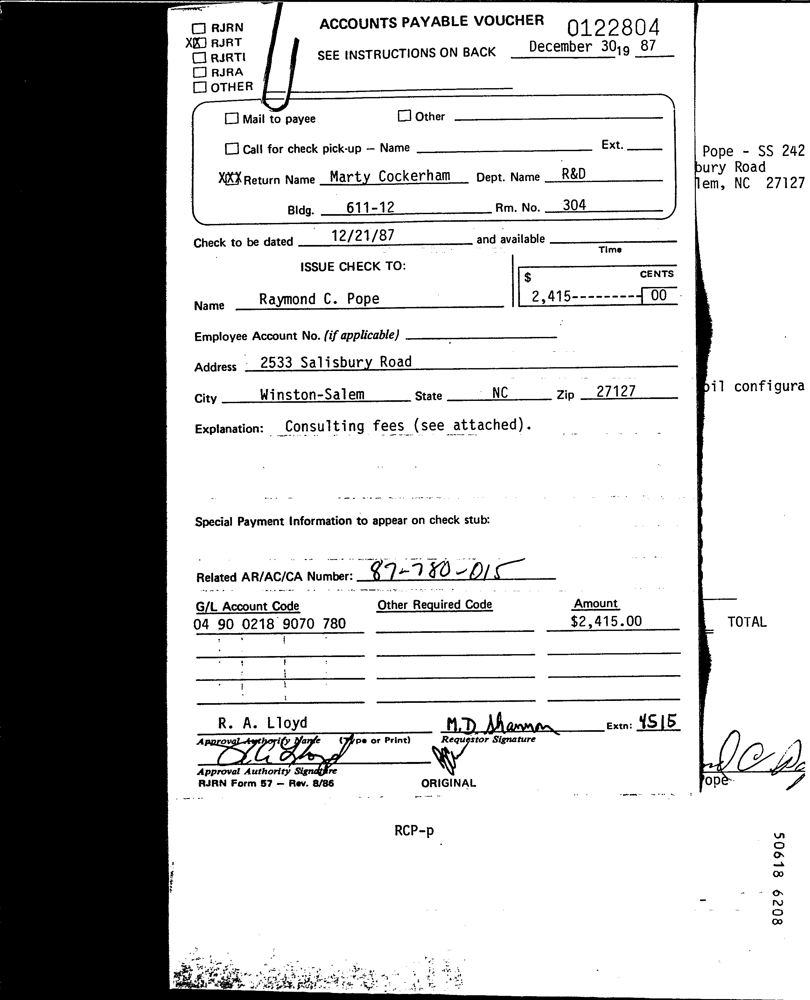 RJRN
XX RJRT
RJRTI
RJRA
OTHER
ACCOUNTS PAYABLE VOUCHER 0122804
SEE INSTRUCTIONS ON BACK December 30 19 87
Mail to payee Other
Call for check pick-up — Name Ext.
XXX Return Name Marty Cockerham Dept. Name R&D
Bldg. 611-12 Rm. No. 304
Check to be dated 12/21/87 and available
Time
ISSUE CHECK TO:
$ CENTS
Name Raymond C. Pope 2,415--------- 00
Employee Account No. (if applicable)
Address 2533 Salisbury Road
City Winston-Salem State NC Zip 27127
Explanation: Consulting fees (see attached).
Special Payment Information to appear on check stub:
Related AR/AC/CA Number: 87-780-015
G/L Account Code Other Required Code Amount
04 90 0218 9070 780 $2,415.00
R. A. Lloyd M.D. Shannon Extn: 4515
Approval Authority Name (Type or Print) Requestor Signature
Approval Authority Signature
RJRN Form 57 — Rev. 8/86 ORIGINAL
RCP-p
Pope - SS 242
bury Road
lem, NC 27127
oil configura
TOTAL
ope
50618 6208